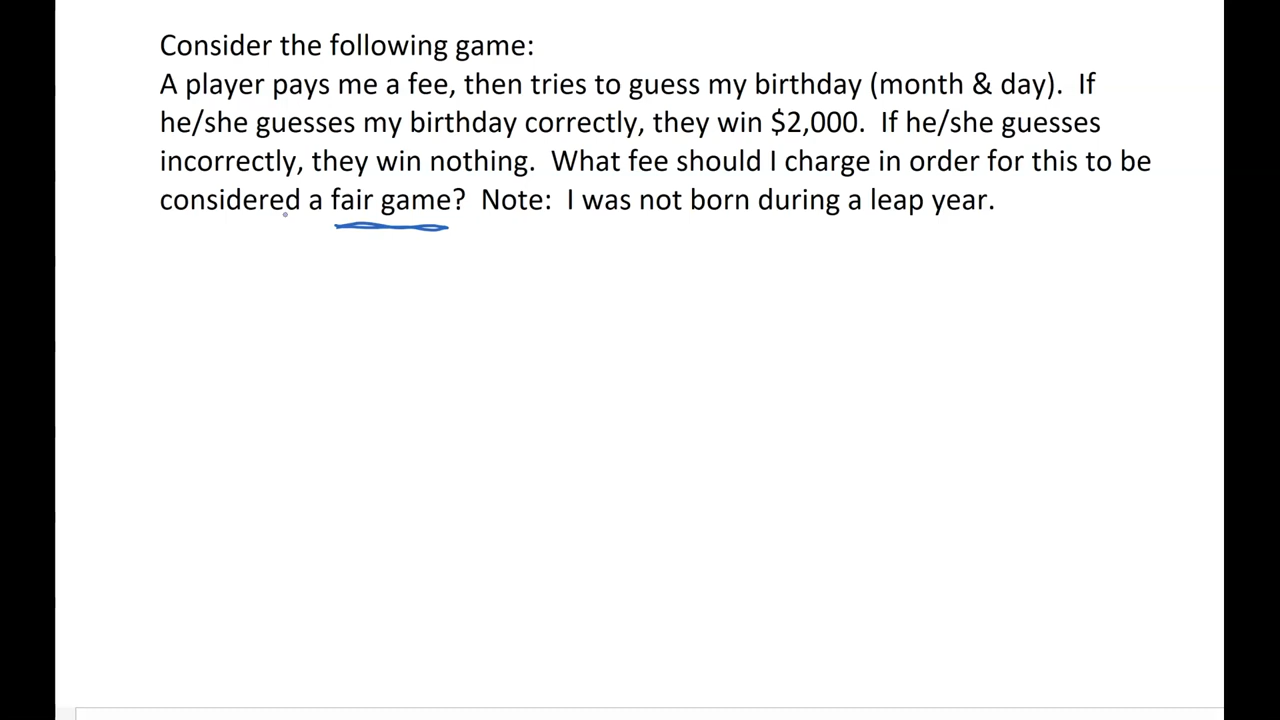 Consider the following game:
A player pays me a fee, then tries to guess my birthday (month & day).  If
he/she guesses my birthday correctly, they win $2,000.  If he/she guesses
incorrectly, they win nothing.  What fee should I charge in order for this to be
considered a fair game?  Note:  I was not born during a leap year.